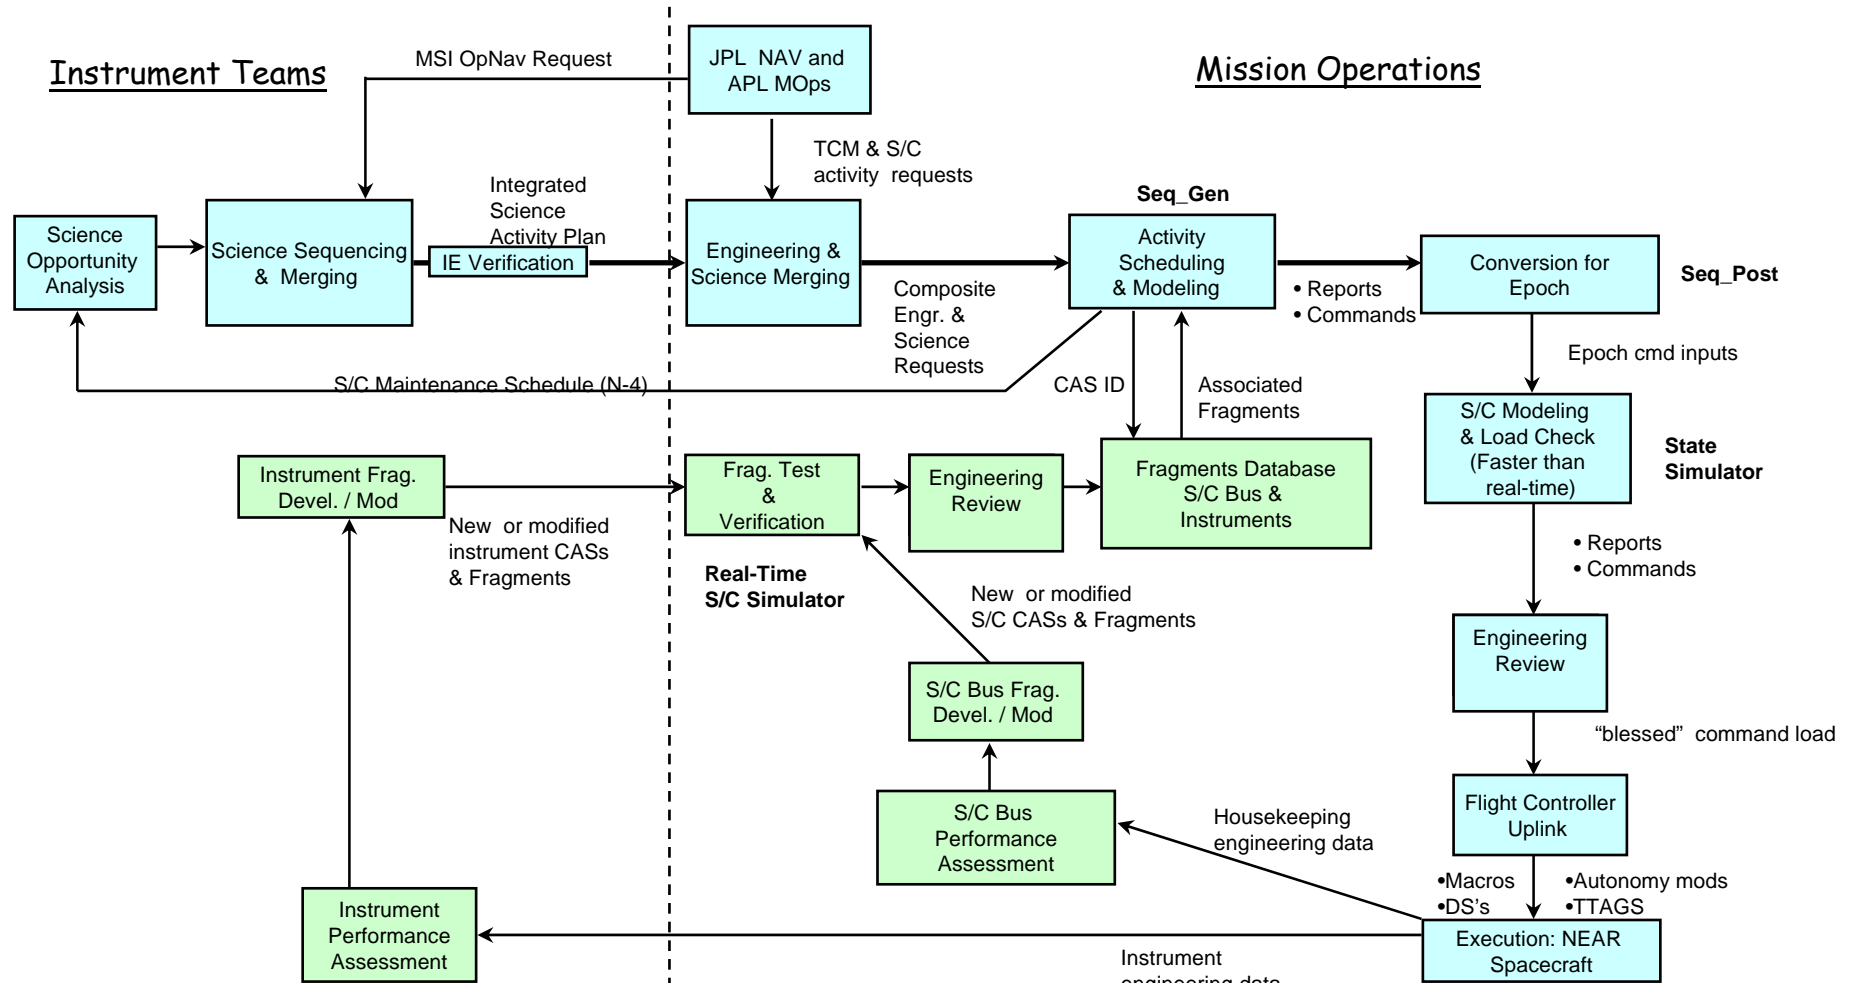 Instrument Teams
MSI OpNav Request
JPL NAV and
APL MOps
Mission Operations
TCM & S/C
activity requests
Integrated
Science
Activity Plan
Seq_Gen
Science
Opportunity
Analysis
Science Sequencing
& Merging
IE Verification
Engineering &
Science Merging
Activity
Scheduling
& Modeling
Conversion for
Epoch
Seq_Post
Composite
Engr. &
Science
Requests
• Reports
• Commands
Epoch cmd inputs
S/C Maintenance Schedule (N-4)
CAS ID
Associated
Fragments
S/C Modeling
& Load Check
(Faster than
real-time)
State
Simulator
Instrument Frag.
Devel. / Mod
Frag. Test
&
Verification
Engineering
Review
Fragments Database
S/C Bus &
Instruments
New or modified
instrument CASs
& Fragments
Real-Time
S/C Simulator
New or modified
S/C CASs & Fragments
• Reports
• Commands
Engineering
Review
S/C Bus Frag.
Devel. / Mod
“blessed” command load
S/C Bus
Performance
Assessment
Housekeeping
engineering data
Flight Controller
Uplink
•Macros
•DS's
•Autonomy mods
•TTAGS
Instrument
Performance
Assessment
Execution: NEAR
Spacecraft
Instrument
engineering data